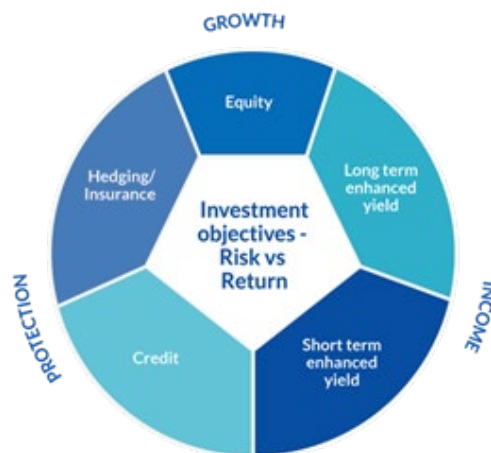 GROWTH
Equity
Hedging/
Insurance
Long term
enhanced
yield
Investment
objectives -
Risk vs
Return
PROTECTION
INCOME
Credit
Short term
enhanced
yield